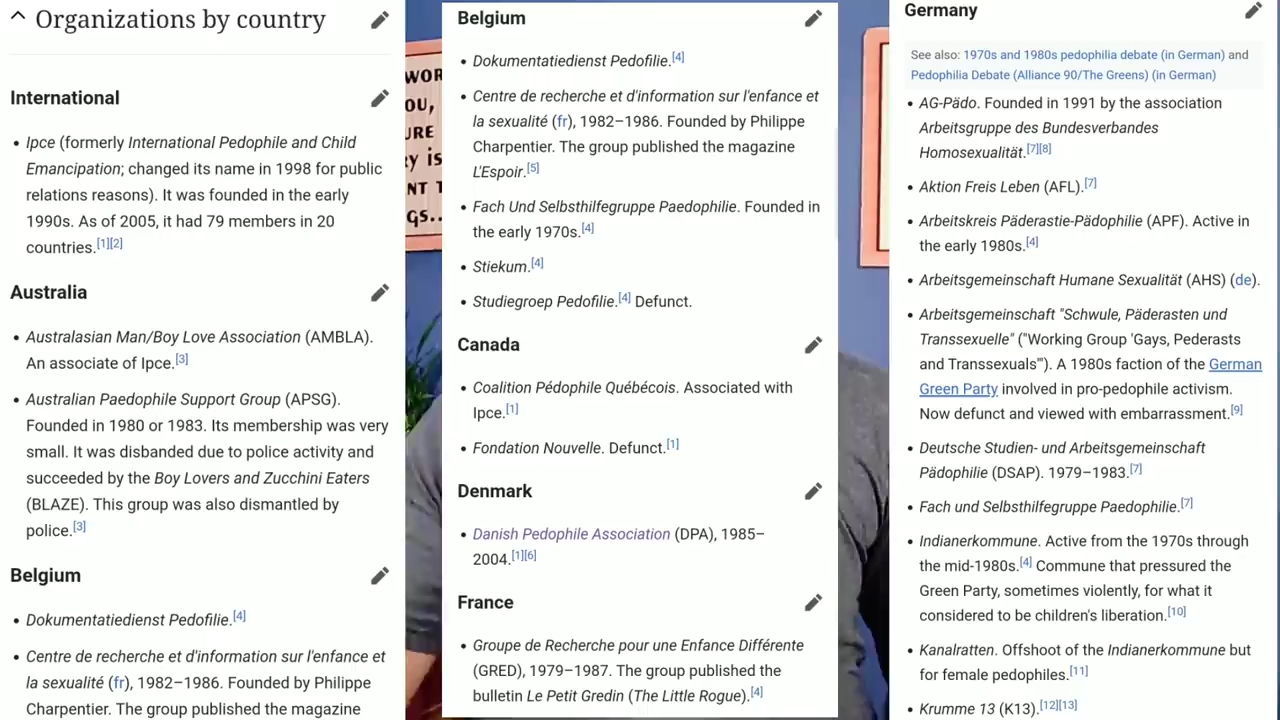 Organizations by country
International
• Ipce (formerly International Pedophile and Child
Emancipation; changed its name in 1998 for public
relations reasons). It was founded in the early
1990s. As of 2005, it had 79 members in 20
countries.[1][2]
Australia
• Australasian Man/Boy Love Association (AMBLA).
An associate of Ipce.[3]
• Australian Paedophile Support Group (APSG).
Founded in 1980 or 1983. Its membership was very
small. It was disbanded due to police activity and
succeeded by the Boy Lovers and Zucchini Eaters
(BLAZE). This group was also dismantled by
police.[3]
Belgium
• Dokumentatiedienst Pedofilie.[4]
• Centre de recherche et d'information sur l'enfance et
la sexualité (fr), 1982–1986. Founded by Philippe
Charpentier. The group published the magazine
WOR
OU,
URE
y is
NT T
gs..
Belgium
• Dokumentatiedienst Pedofilie.[4]
• Centre de recherche et d'information sur l'enfance et
la sexualité (fr), 1982–1986. Founded by Philippe
Charpentier. The group published the magazine
L'Espoir.[5]
• Fach Und Selbsthilfegruppe Paedophilie. Founded in
the early 1970s.[4]
• Stiekum.[4]
• Studiegroep Pedofilie.[4] Defunct.
Canada
• Coalition Pédophile Québécois. Associated with
Ipce.[1]
• Fondation Nouvelle. Defunct.[1]
Denmark
• Danish Pedophile Association (DPA), 1985–
2004.[1][6]
France
• Groupe de Recherche pour une Enfance Différente
(GRED), 1979–1987. The group published the
bulletin Le Petit Gredin (The Little Rogue).[4]
Germany
See also: 1970s and 1980s pedophilia debate (in German) and
Pedophilia Debate (Alliance 90/The Greens) (in German)
• AG-Pädo. Founded in 1991 by the association
Arbeitsgruppe des Bundesverbandes
Homosexualität.[7][8]
• Aktion Freis Leben (AFL).[7]
• Arbeitskreis Päderastie-Pädophilie (APF). Active in
the early 1980s.[4]
• Arbeitsgemeinschaft Humane Sexualität (AHS) (de).
• Arbeitsgemeinschaft "Schwule, Päderasten und
Transsexuelle" ("Working Group 'Gays, Pederasts
and Transsexuals'"). A 1980s faction of the German
Green Party involved in pro-pedophile activism.
Now defunct and viewed with embarrassment.[9]
• Deutsche Studien- und Arbeitsgemeinschaft
Pädophilie (DSAP). 1979–1983.[7]
• Fach und Selbsthilfegruppe Paedophilie.[7]
• Indianerkommune. Active from the 1970s through
the mid-1980s.[4] Commune that pressured the
Green Party, sometimes violently, for what it
considered to be children's liberation.[10]
• Kanalratten. Offshoot of the Indianerkommune but
for female pedophiles.[11]
• Krumme 13 (K13).[12][13]